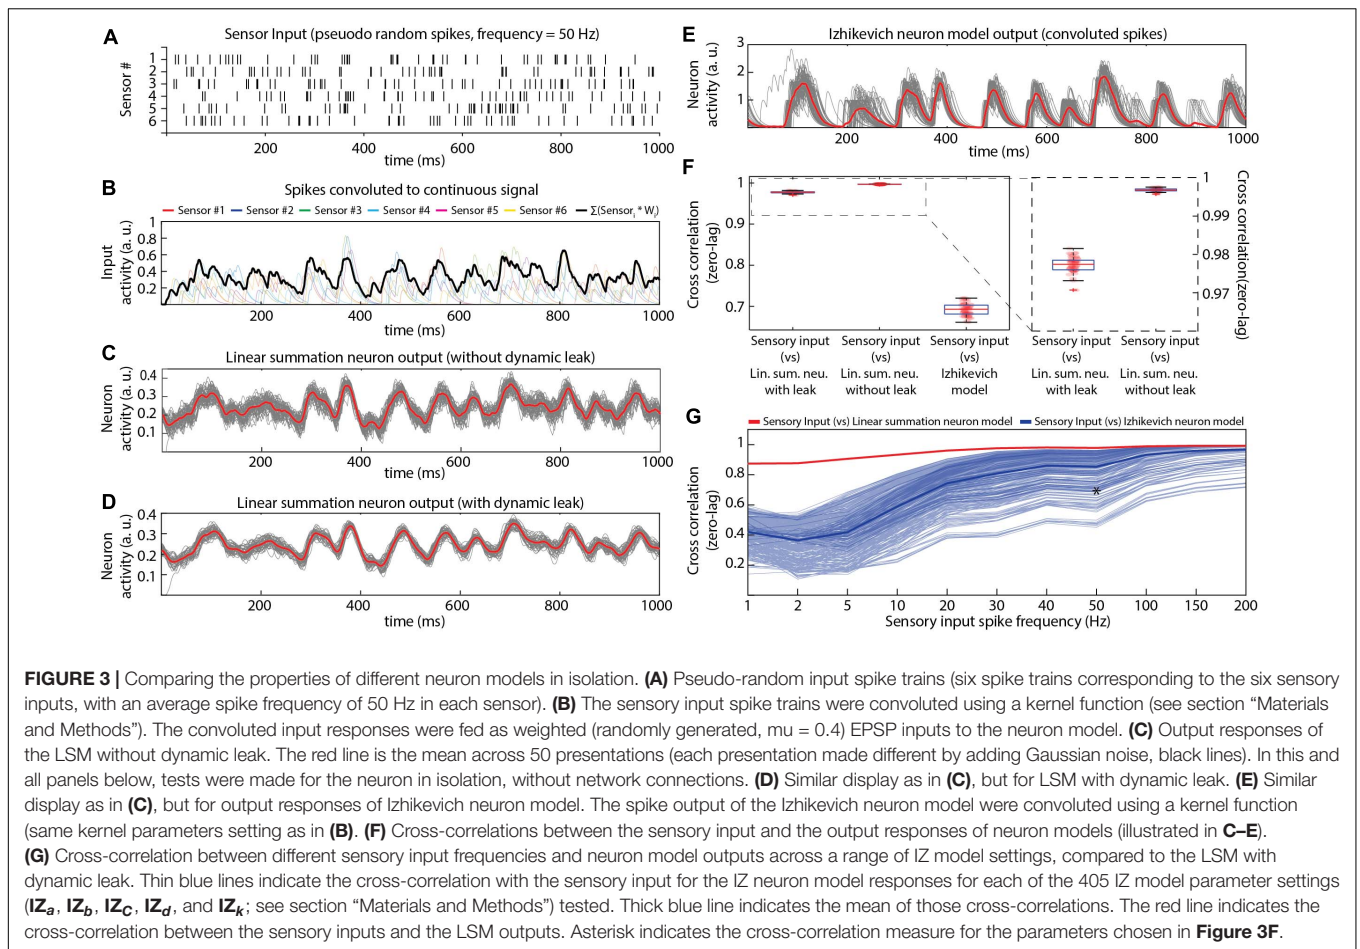 A
Sensor Input (pseudo random spikes, frequency = 50 Hz)
Sensor #
1
2
3
4
5
6
200
400
600
800
1000
time (ms)
B
Spikes convoluted to continuous signal
Sensor #1
Sensor #2
Sensor #3
Sensor #4
Sensor #5
Sensor #6
Σ(Sensor_i * W_i)
Input
activity (a. u.)
1
0.8
0.6
0.4
0.2
200
400
600
800
1000
time (ms)
C
Linear summation neuron output (without dynamic leak)
Neuron
activity (a. u.)
0.4
0.3
0.2
0.1
200
400
600
800
1000
time (ms)
D
Linear summation neuron output (with dynamic leak)
Neuron
activity (a. u.)
0.4
0.3
0.2
0.1
200
400
600
800
1000
time (ms)
E
Izhikevich neuron model output (convoluted spikes)
Neuron
activity (a. u.)
3
2
1
200
400
600
800
1000
time (ms)
F
Cross correlation
(zero-lag)
1
0.9
0.8
0.7
Sensory input
(vs)
Lin. sum. neu.
with leak
Sensory input
(vs)
Lin. sum. neu.
without leak
Sensory input
(vs)
Izhikevich
model
Sensory input
(vs)
Lin. sum. neu.
with leak
Sensory input
(vs)
Lin. sum. neu.
without leak
1
0.99
0.98
0.97
Cross correlation(zero-lag)
G
Sensory Input (vs) Linear summation neuron model
Sensory Input (vs) Izhikevich neuron model
Cross correlation
(zero-lag)
1
0.8
0.6
0.4
0.2
*
1
2
5
10
20
30
40
50
100
150
200
Sensory input spike frequency (Hz)
FIGURE 3 | Comparing the properties of different neuron models in isolation. (A) Pseudo-random input spike trains (six spike trains corresponding to the six sensory
inputs, with an average spike frequency of 50 Hz in each sensor). (B) The sensory input spike trains were convoluted using a kernel function (see section “Materials
and Methods”). The convoluted input responses were fed as weighted (randomly generated, mu = 0.4) EPSP inputs to the neuron model. (C) Output responses of
the LSM without dynamic leak. The red line is the mean across 50 presentations (each presentation made different by adding Gaussian noise, black lines). In this and
all panels below, tests were made for the neuron in isolation, without network connections. (D) Similar display as in (C), but for LSM with dynamic leak. (E) Similar
display as in (C), but for output responses of Izhikevich neuron model. The spike output of the Izhikevich neuron model were convoluted using a kernel function
(same kernel parameters setting as in (B). (F) Cross-correlations between the sensory input and the output responses of neuron models (illustrated in C–E).
(G) Cross-correlation between different sensory input frequencies and neuron model outputs across a range of IZ model settings, compared to the LSM with
dynamic leak. Thin blue lines indicate the cross-correlation with the sensory input for the IZ neuron model responses for each of the 405 IZ model parameter settings
(IZ_a, IZ_b, IZ_C, IZ_d, and IZ_k; see section “Materials and Methods”) tested. Thick blue line indicates the mean of those cross-correlations. The red line indicates the
cross-correlation between the sensory inputs and the LSM outputs. Asterisk indicates the cross-correlation measure for the parameters chosen in Figure 3F.